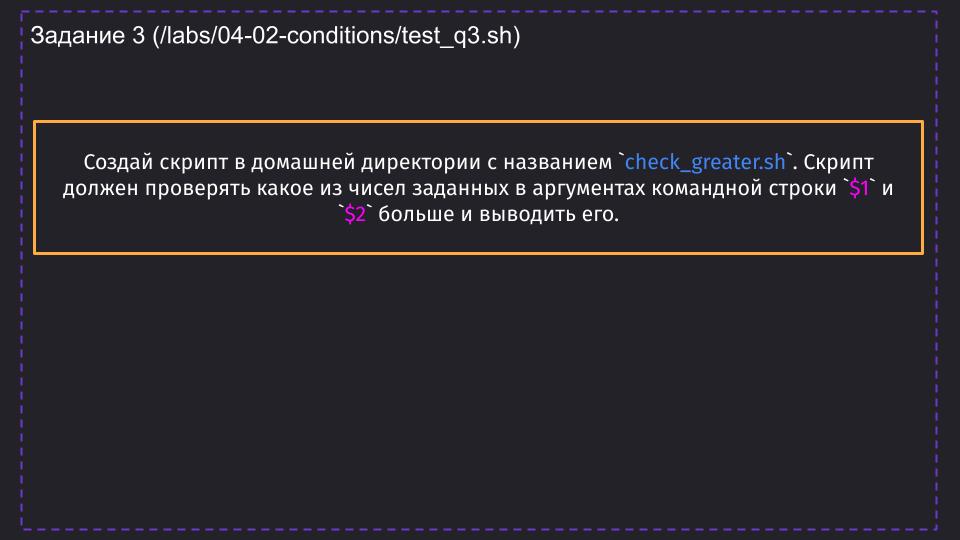 Задание 3 (/labs/04-02-conditions/test_q3.sh)
Создай скрипт в домашней директории с названием `check_greater.sh`. Скрипт
должен проверять какое из чисел заданных в аргументах командной строки `$1` и
`$2` больше и выводить его.